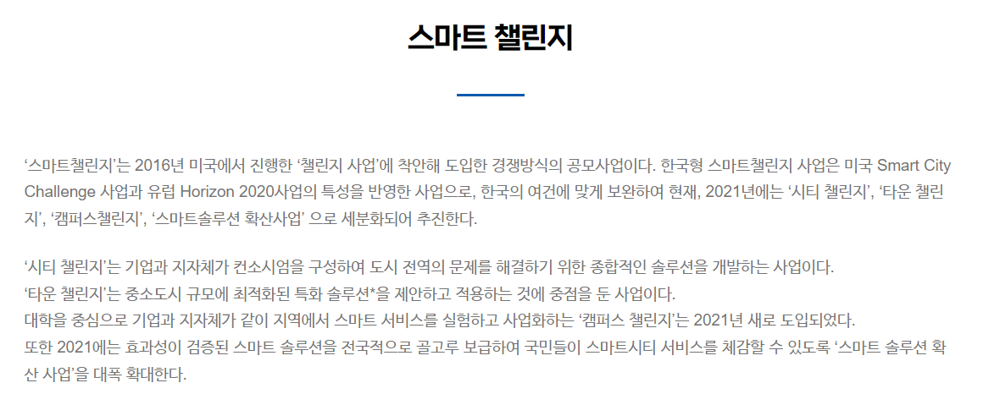 스마트 챌린지
‘스마트챌린지’는 2016년 미국에서 진행한 ‘챌린지 사업’에 착안해 도입한 경쟁방식의 공모사업이다. 한국형 스마트챌린지 사업은 미국 Smart City
Challenge 사업과 유럽 Horizon 2020사업의 특성을 반영한 사업으로, 한국의 여건에 맞게 보완하여 현재, 2021년에는 ‘시티 챌린지’, ‘타운 챌린
지’, ‘캠퍼스챌린지’, ‘스마트솔루션 확산사업’ 으로 세분화되어 추진한다.
‘시티 챌린지’는 기업과 지자체가 컨소시엄을 구성하여 도시 전역의 문제를 해결하기 위한 종합적인 솔루션을 개발하는 사업이다.
‘타운 챌린지’는 중소도시 규모에 최적화된 특화 솔루션*을 제안하고 적용하는 것에 중점을 둔 사업이다.
대학을 중심으로 기업과 지자체가 같이 지역에서 스마트 서비스를 실험하고 사업화하는 ‘캠퍼스 챌린지’는 2021년 새로 도입되었다.
또한 2021에는 효과성이 검증된 스마트 솔루션을 전국적으로 골고루 보급하여 국민들이 스마트시티 서비스를 체감할 수 있도록 ‘스마트 솔루션 확
산 사업’을 대폭 확대한다.